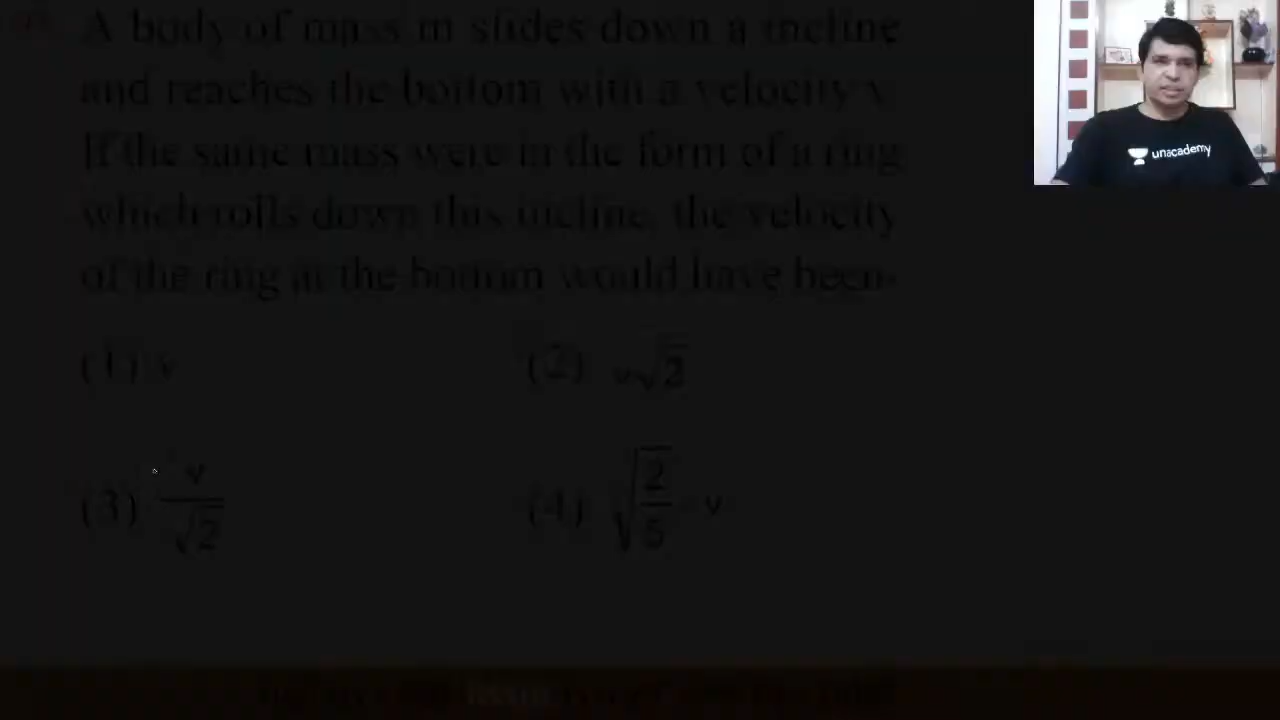 A body of mass m slides down a incline
and reaches the bottom with a velocity v
If the same mass were in the form of a ring
which rolls down this incline, the velocity
of the ring at the bottom would have been-
(1) v
(2) v√2
(3) v/√2
(4) √(2/5) v
unacademy